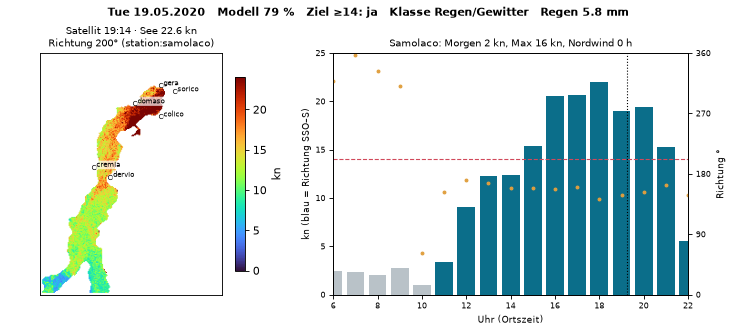 Tue 19.05.2020   Modell 79 %   Ziel ≥14: ja   Klasse Regen/Gewitter   Regen 5.8 mm
Satellit 19:14 · See 22.6 kn
Richtung 200° (station:samolaco)
gera
sorico
domaso
colico
cremia
dervio
20
15
10
5
0
kn
Samolaco: Morgen 2 kn, Max 16 kn, Nordwind 0 h
25
20
15
10
5
0
kn (blau = Richtung SSO–S)
6
8
10
12
14
16
18
20
22
Uhr (Ortszeit)
360
270
180
90
0
Richtung °